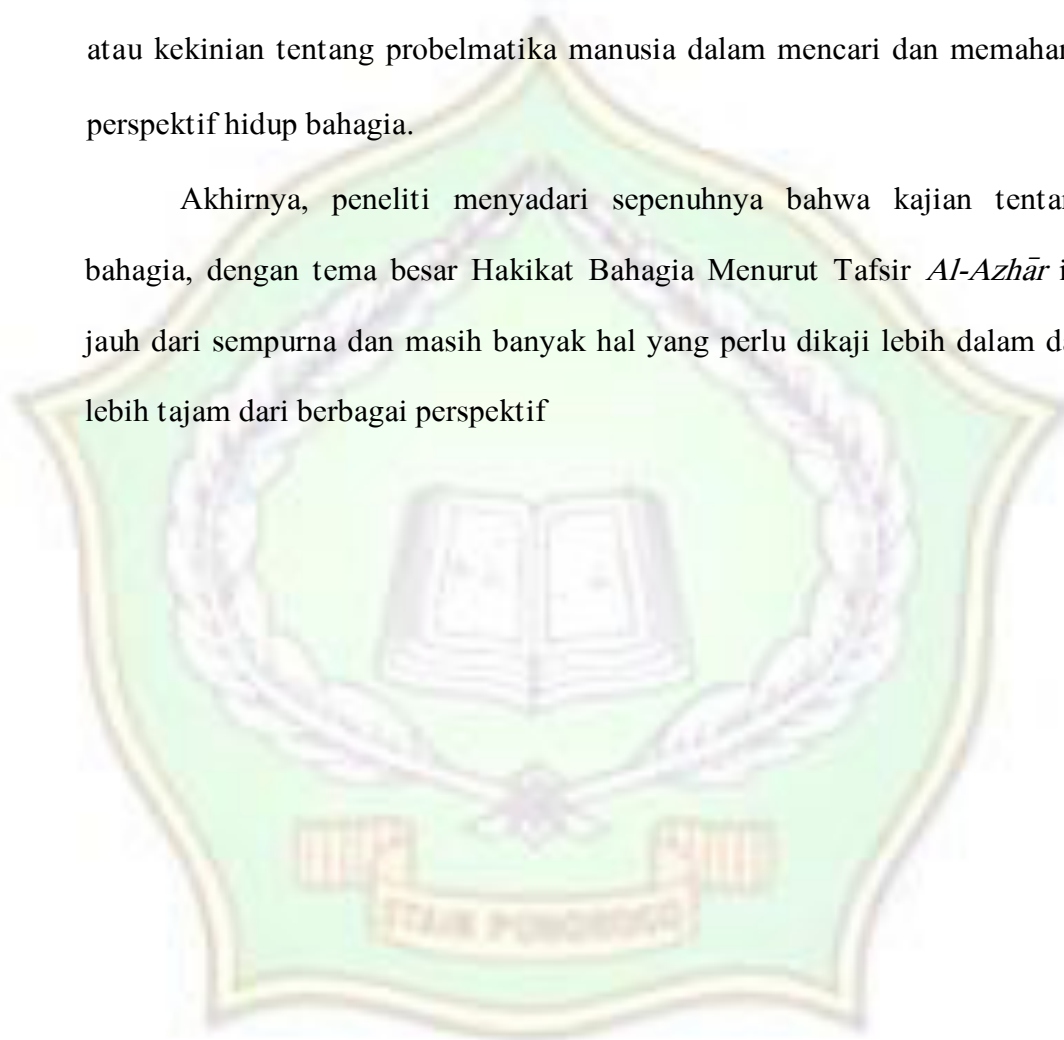 atau kekinian tentang probelmatika manusia dalam mencari dan
perspektif hidup bahagia.
Akhirnya, peneliti menyadari sepenuhnya bahwa kajian
bahagia, dengan tema besar Hakikat Bahagia Menurut Tafsir Al-Azhār
jauh dari sempurna dan masih banyak hal yang perlu dikaji lebih dalam
lebih tajam dari berbagai perspektif
STAIN PONOROGO